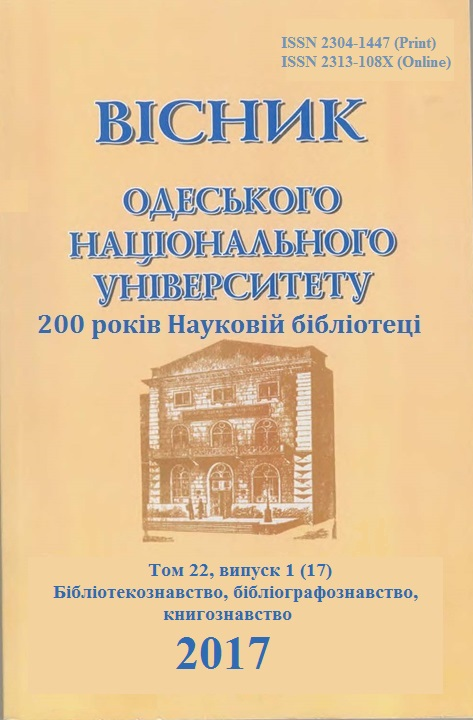 ISSN 2304-1447 (Print)
ISSN 2313-108X (Online)
ВІСНИК
ОДЕСЬКОГО
НАЦІОНАЛЬНОГО
УНІВЕРСИТЕТУ
200 років Науковій бібліотеці
Том 22, випуск 1 (17)
Бібліотекознавство, бібліографознавство,
книгознавство
2017